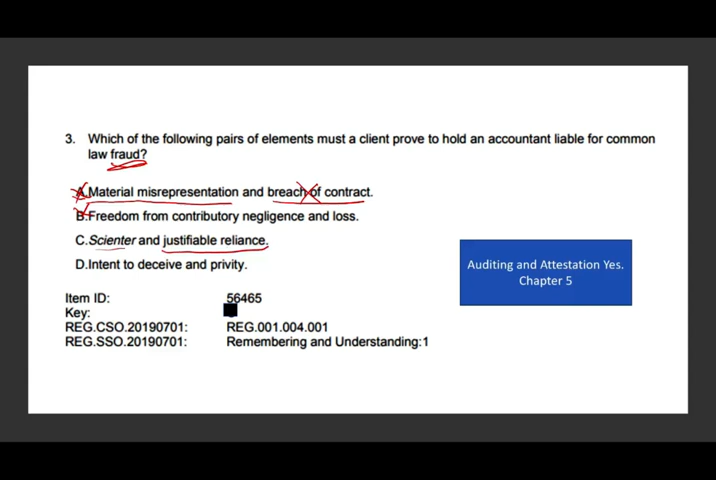 3. Which of the following pairs of elements must a client prove to hold an accountant liable for common
law fraud?
A.Material misrepresentation and breach of contract.
B.Freedom from contributory negligence and loss.
C.Scienter and justifiable reliance.
D.Intent to deceive and privity.
Auditing and Attestation Yes.
Chapter 5
Item ID: 56465
Key:
REG.CSO.20190701: REG.001.004.001
REG.SSO.20190701: Remembering and Understanding:1